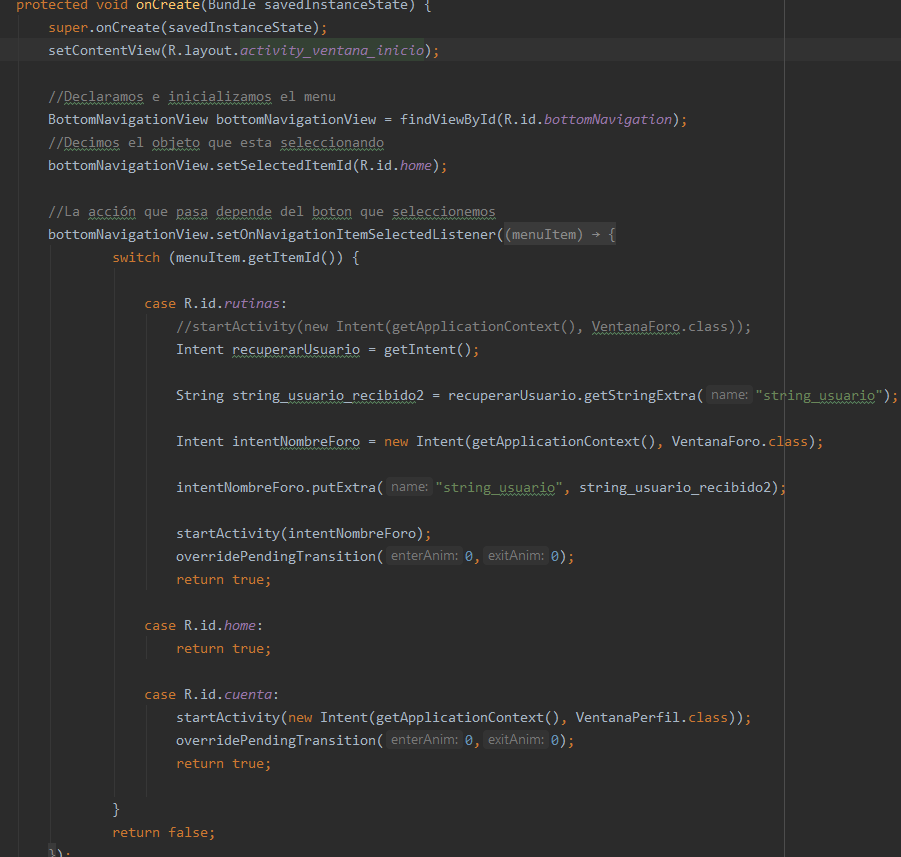 protected void onCreate(Bundle savedInstanceState) {
super.onCreate(savedInstanceState);
setContentView(R.layout.activity_ventana_inicio);
//Declaramos e inicializamos el menu
BottomNavigationView bottomNavigationView = findViewById(R.id.bottomNavigation);
//Decimos el objeto que esta seleccionando
bottomNavigationView.setSelectedItemId(R.id.home);
//La acción que pasa depende del boton que seleccionemos
bottomNavigationView.setOnNavigationItemSelectedListener((menuItem) → {
switch (menuItem.getItemId()) {
case R.id.rutinas:
//startActivity(new Intent(getApplicationContext(), VentanaForo.class));
Intent recuperarUsuario = getIntent();
String string_usuario_recibido2 = recuperarUsuario.getStringExtra( name: "string_usuario");
Intent intentNombreForo = new Intent(getApplicationContext(), VentanaForo.class);
intentNombreForo.putExtra( name: "string_usuario", string_usuario_recibido2);
startActivity(intentNombreForo);
overridePendingTransition( enterAnim: 0, exitAnim: 0);
return true;
case R.id.home:
return true;
case R.id.cuenta:
startActivity(new Intent(getApplicationContext(), VentanaPerfil.class));
overridePendingTransition( enterAnim: 0, exitAnim: 0);
return true;
}
return false;
});